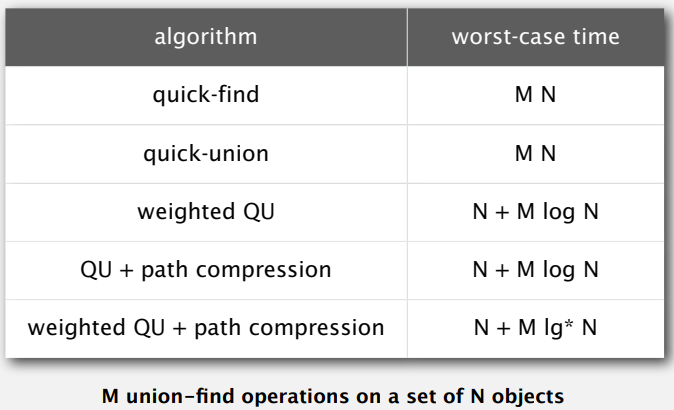 algorithm worst-case time
quick-find M N
quick-union M N
weighted QU N + M log N
QU + path compression N + M log N
weighted QU + path compression N + M lg* N
M union-find operations on a set of N objects